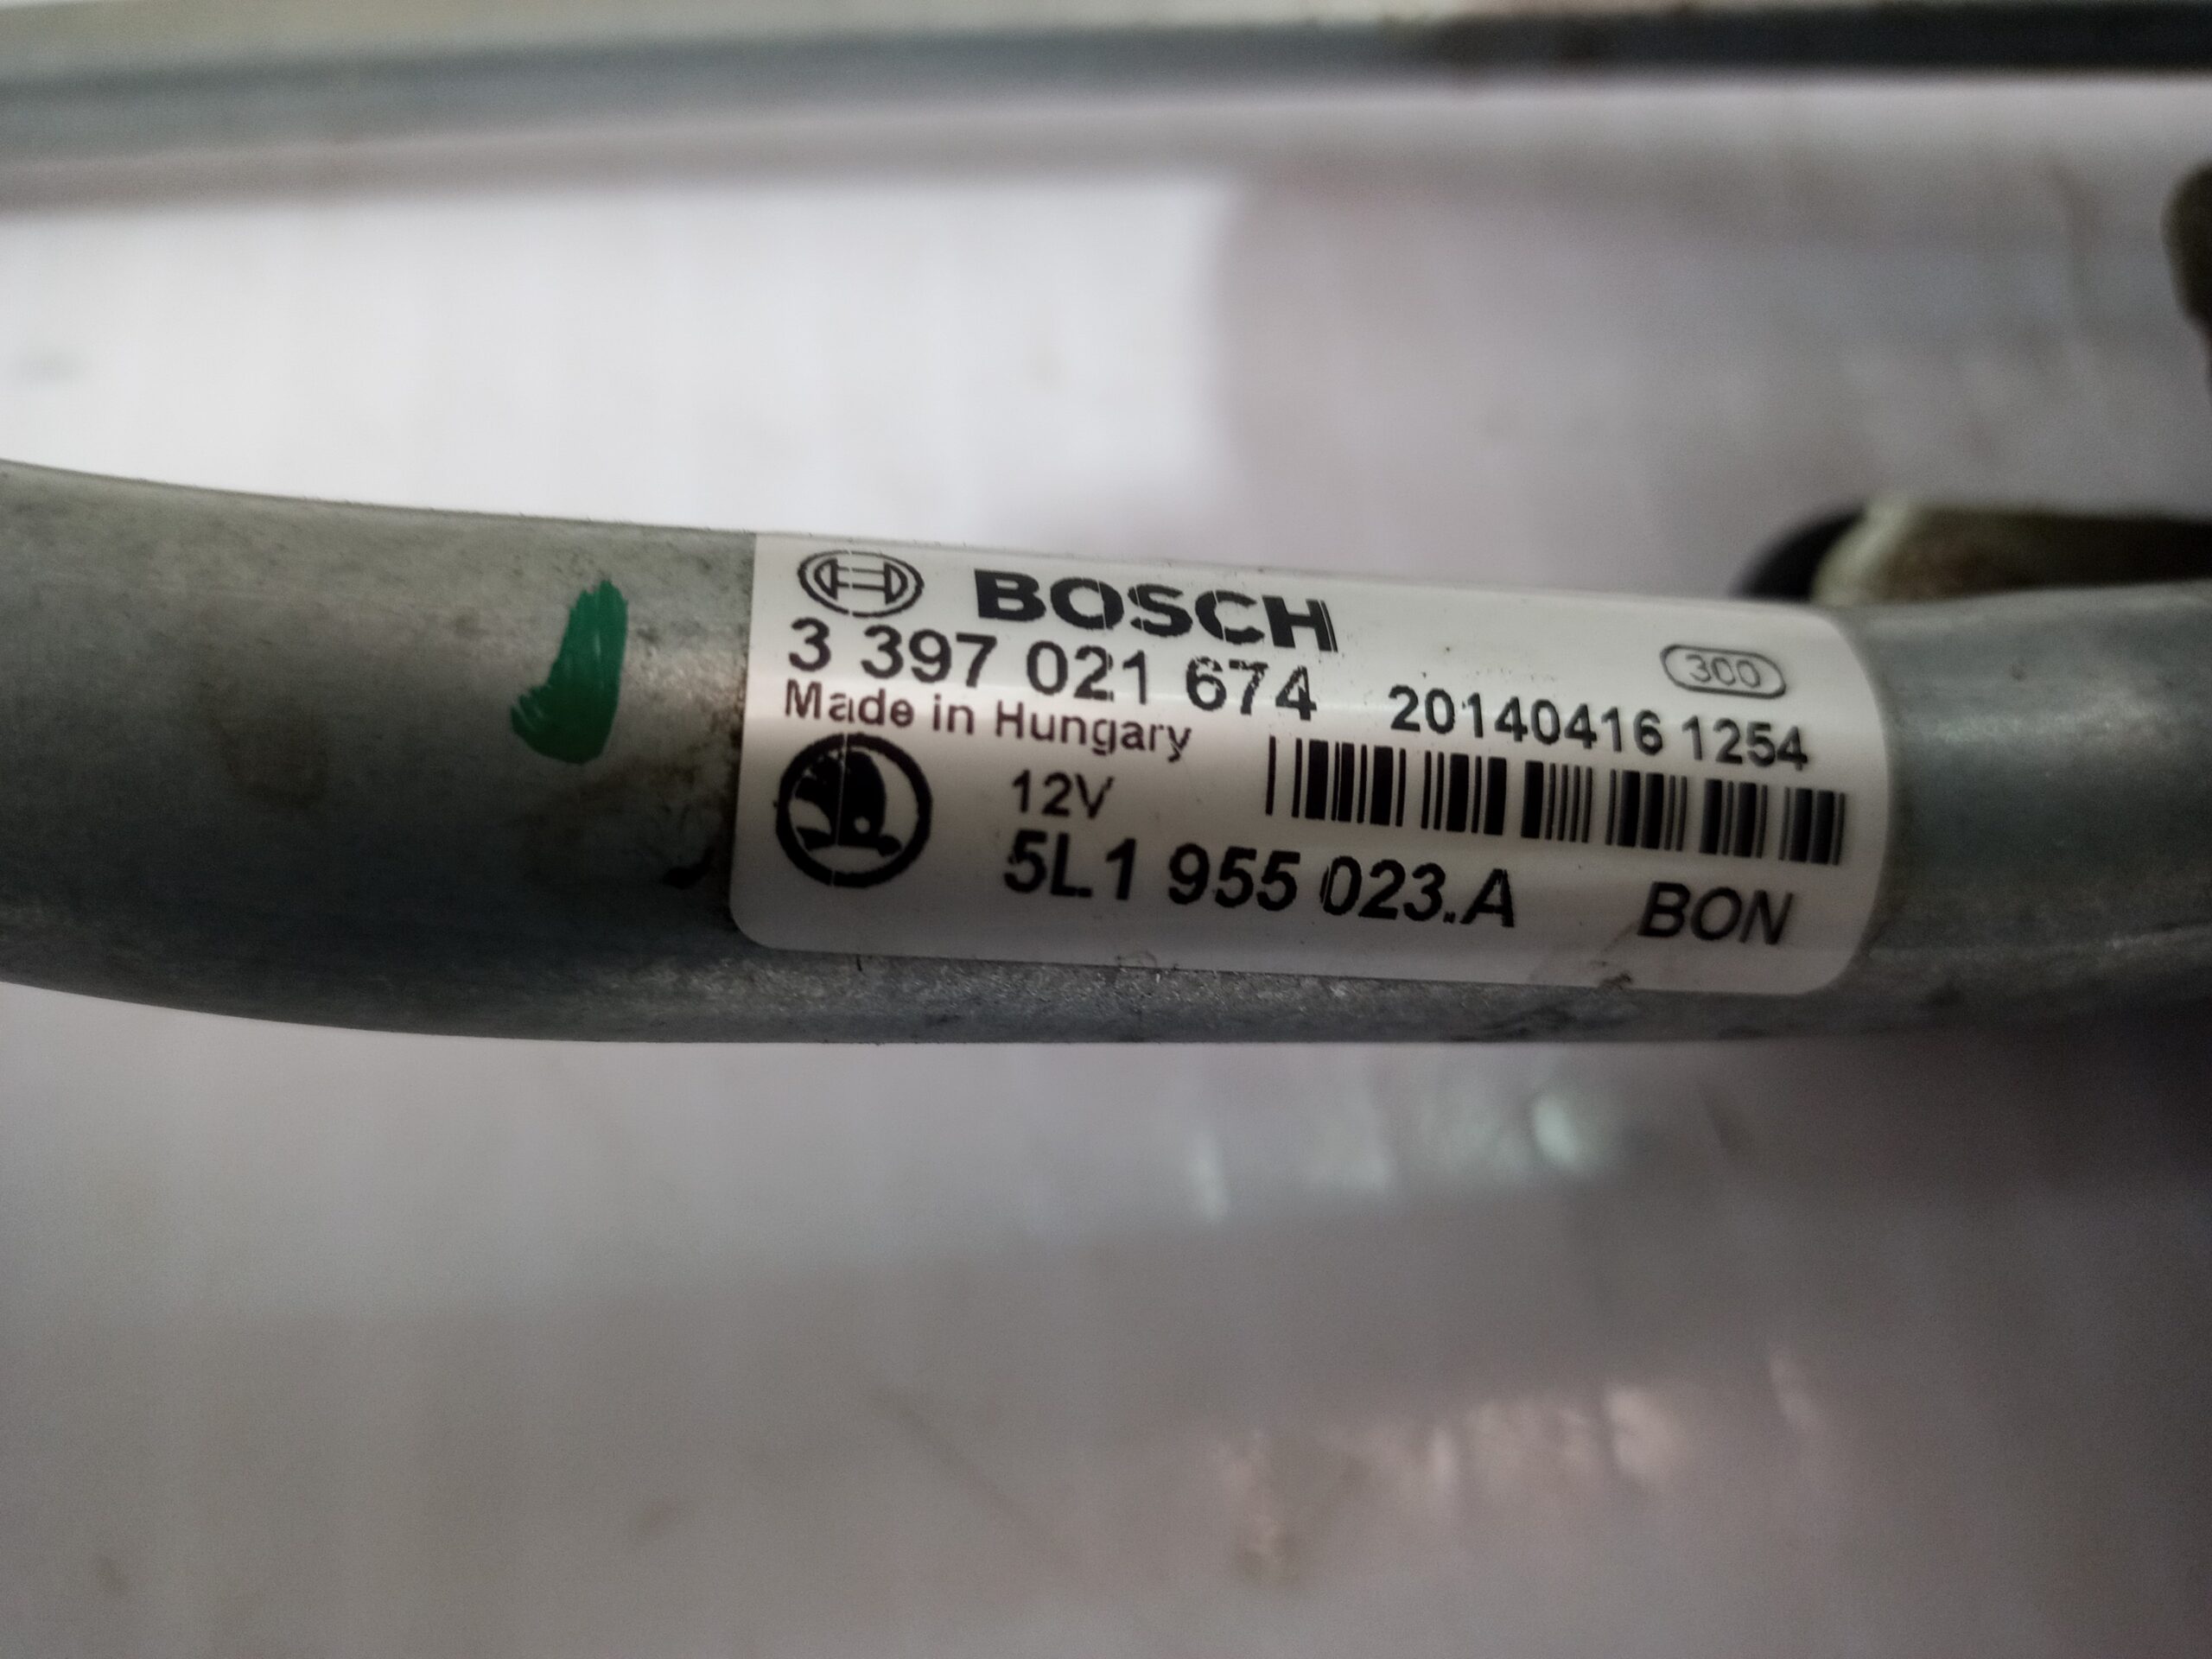 BOSCH
300
3 397 021 674 20140416 1254
Made in Hungary
12V
5L1 955 023.A BON